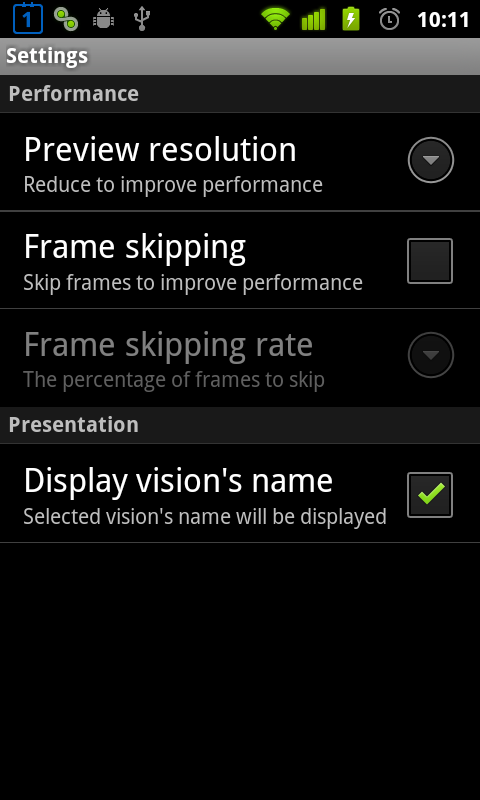 1 10:11
Settings
Performance
Preview resolution
Reduce to improve performance
Frame skipping
Skip frames to improve performance
Frame skipping rate
The percentage of frames to skip
Presentation
Display vision's name
Selected vision's name will be displayed